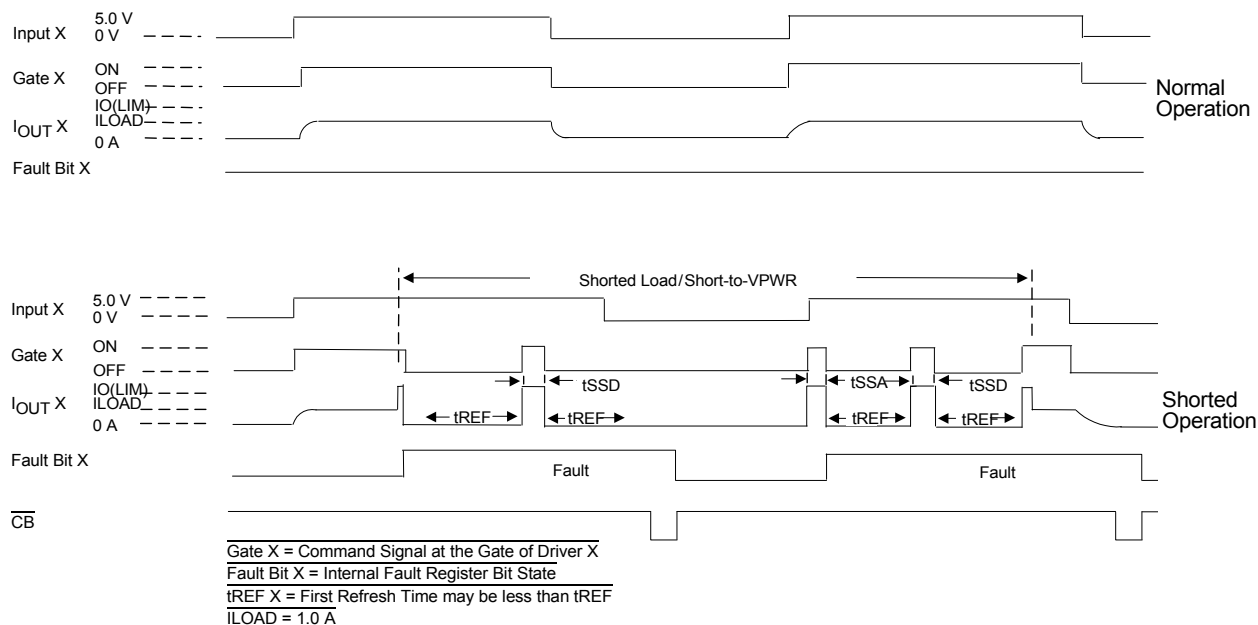 Input X
5.0 V
0 V
Gate X
ON
OFF
IOUT X
IO(LIM)
ILOAD
0 A
Fault Bit X
Normal
Operation
Shorted Load/Short-to-VPWR
Input X
5.0 V
0 V
Gate X
ON
OFF
tSSD
tSSA
tSSD
IOUT X
IO(LIM)
ILOAD
0 A
tREF
tREF
tREF
tREF
Shorted
Operation
Fault Bit X
Fault
Fault
CB
Gate X = Command Signal at the Gate of Driver X
Fault Bit X = Internal Fault Register Bit State
tREF X = First Refresh Time may be less than tREF
ILOAD = 1.0 A